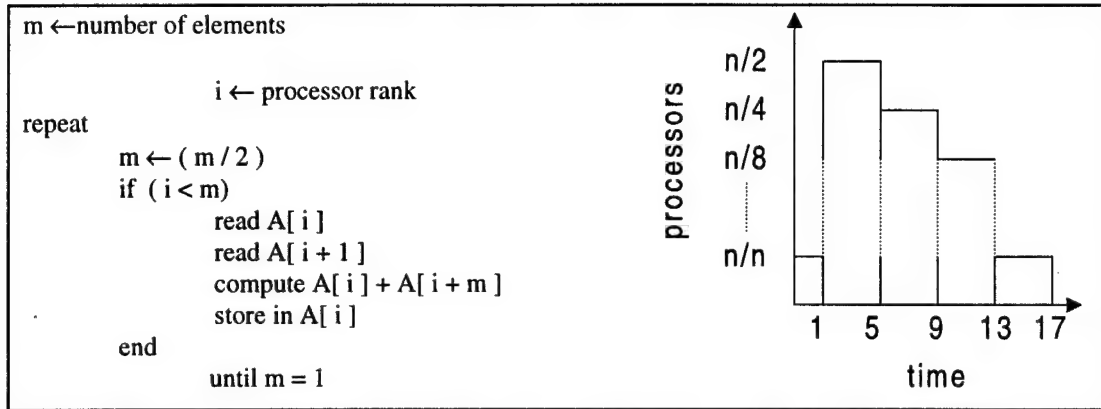 m ←number of elements
i ← processor rank
repeat
m ← ( m / 2 )
if ( i < m)
read A[ i ]
read A[ i + 1 ]
compute A[ i ] + A[ i + m ]
store in A[ i ]
end
until m = 1
processors
n/2
n/4
n/8
n/n
1 5 9 13 17
time